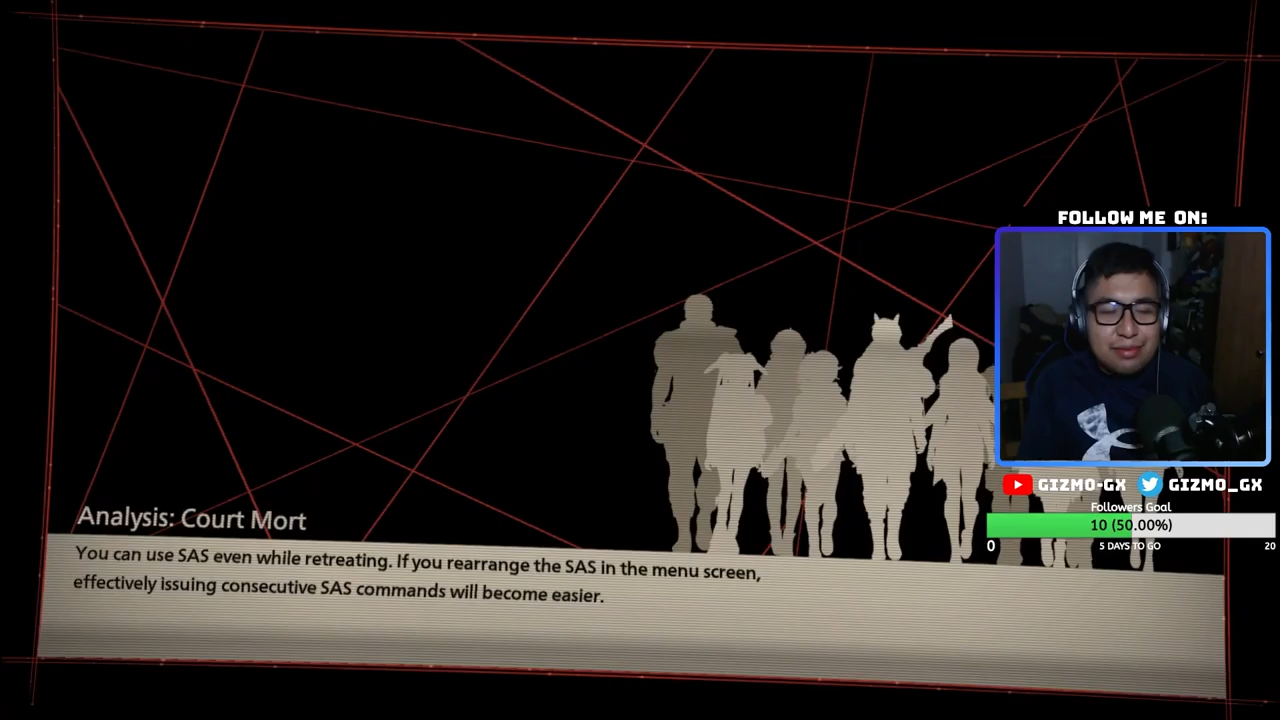 FOLLOW ME ON:
GIZMO-GX GIZMO_GX
Followers Goal
10 (50.00%)
0 5 DAYS TO GO 20
Analysis: Court Mort
You can use SAS even while retreating. If you rearrange the SAS in the menu screen,
effectively issuing consecutive SAS commands will become easier.